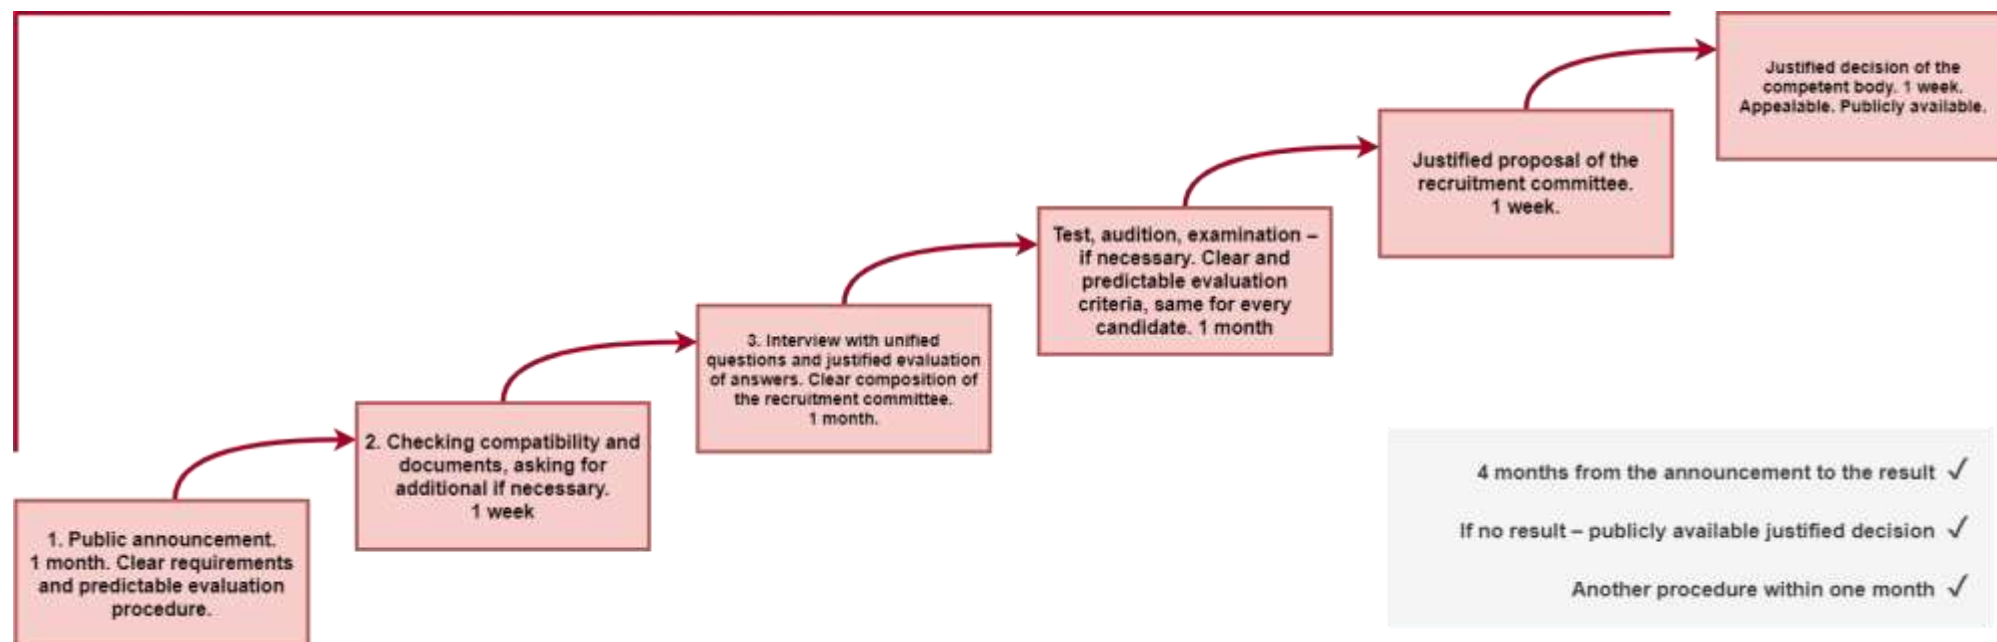 1. Public announcement.
1 month. Clear requirements
and predictable evaluation
procedure.
2. Checking compatibility and
documents, asking for
additional if necessary.
1 week
3. Interview with unified
questions and justified evaluation
of answers. Clear composition of
the recruitment committee.
1 month.
Test, audition, examination –
if necessary. Clear and
predictable evaluation
criteria, same for every
candidate. 1 month
Justified proposal of the
recruitment committee.
1 week.
Justified decision of the
competent body. 1 week.
Appealable. Publicly available.
4 months from the announcement to the result ✓
If no result – publicly available justified decision ✓
Another procedure within one month ✓